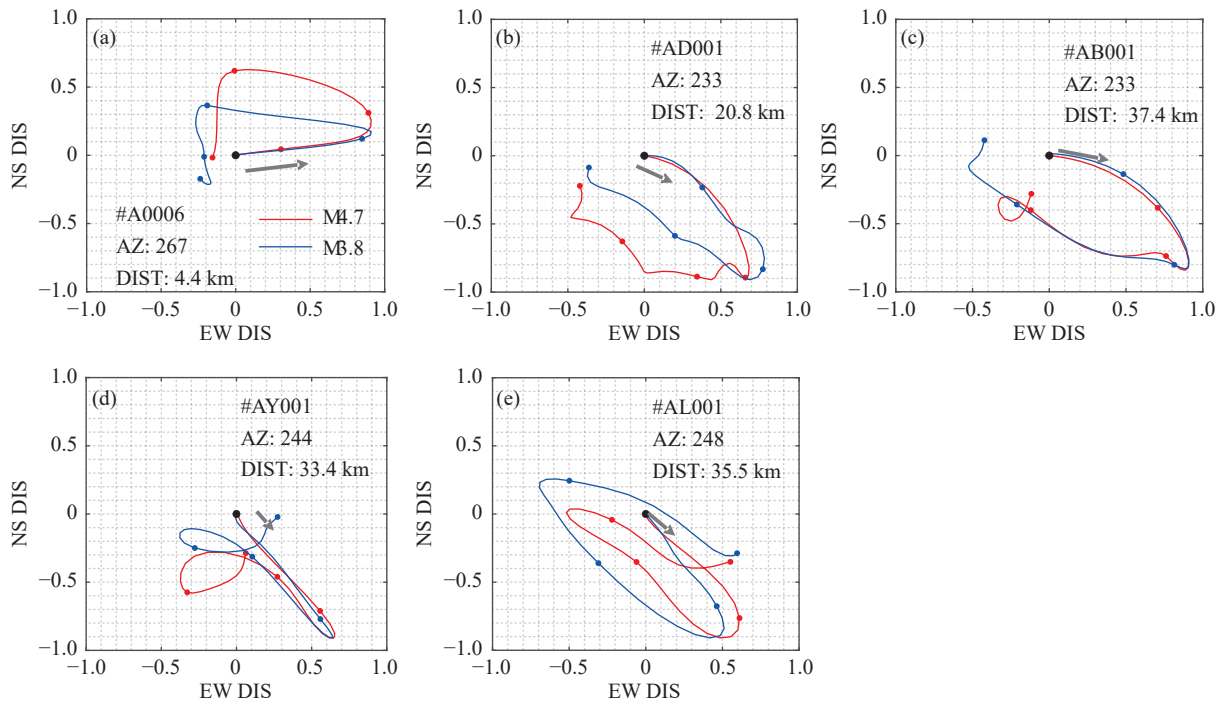 (a)
1.0
0.5
0
−0.5
−1.0
NS DIS
#A0006
AZ: 267
DIST: 4.4 km
M4.7
M3.8
−1.0 −0.5 0 0.5 1.0
EW DIS
(b)
1.0
0.5
0
−0.5
−1.0
NS DIS
#AD001
AZ: 233
DIST: 20.8 km
−1.0 −0.5 0 0.5 1.0
EW DIS
(c)
1.0
0.5
0
−0.5
−1.0
NS DIS
#AB001
AZ: 233
DIST: 37.4 km
−1.0 −0.5 0 0.5 1.0
EW DIS
(d)
1.0
0.5
0
−0.5
−1.0
NS DIS
#AY001
AZ: 244
DIST: 33.4 km
−1.0 −0.5 0 0.5 1.0
EW DIS
(e)
1.0
0.5
0
−0.5
−1.0
NS DIS
#AL001
AZ: 248
DIST: 35.5 km
−1.0 −0.5 0 0.5 1.0
EW DIS